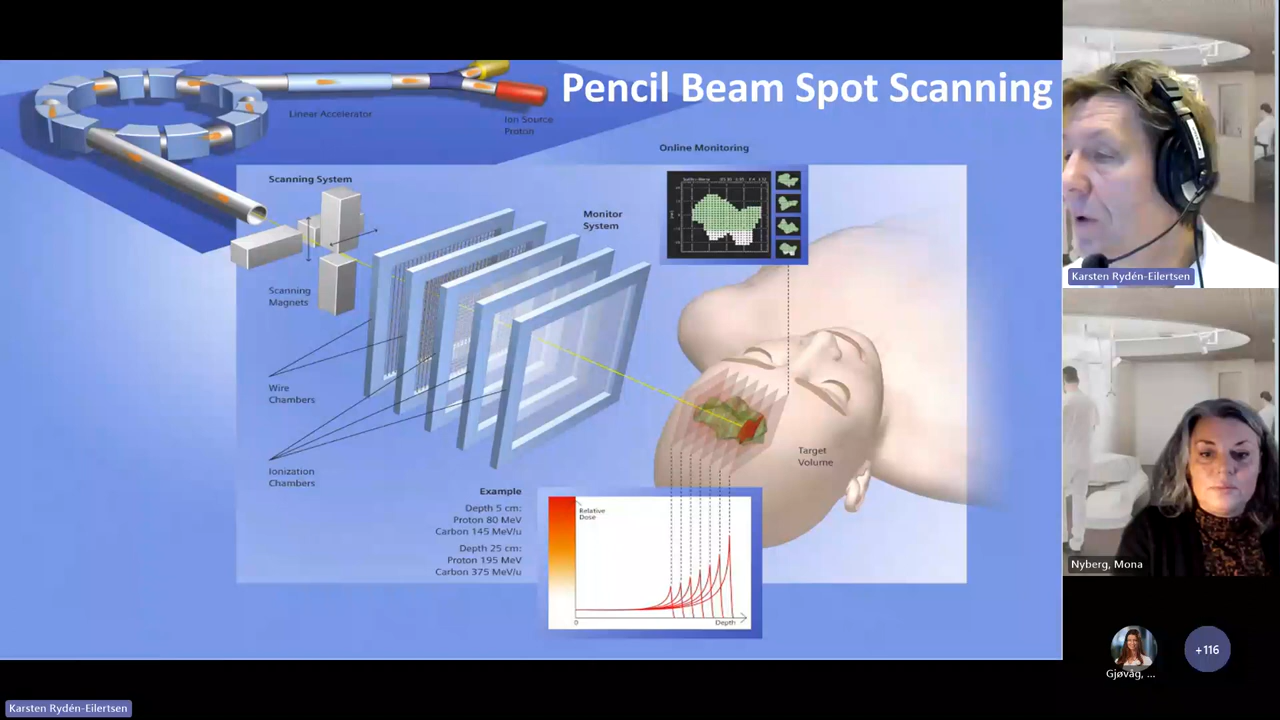 Pencil Beam Spot Scanning
Linear Accelerator
Ion Source
Proton
Online Monitoring
Scanning System
Monitor
System
Scanning
Magnets
Wire
Chambers
Ionization
Chambers
Target
Volume
Example
Depth 5 cm:
Proton 80 MeV
Carbon 145 MeV/u
Depth 25 cm:
Proton 195 MeV
Carbon 375 MeV/u
Relative
Dose
0
Depth
Karsten Rydén-Eilertsen
Nyberg, Mona
Gjøvåg, ...
+116
Karsten Rydén-Eilertsen